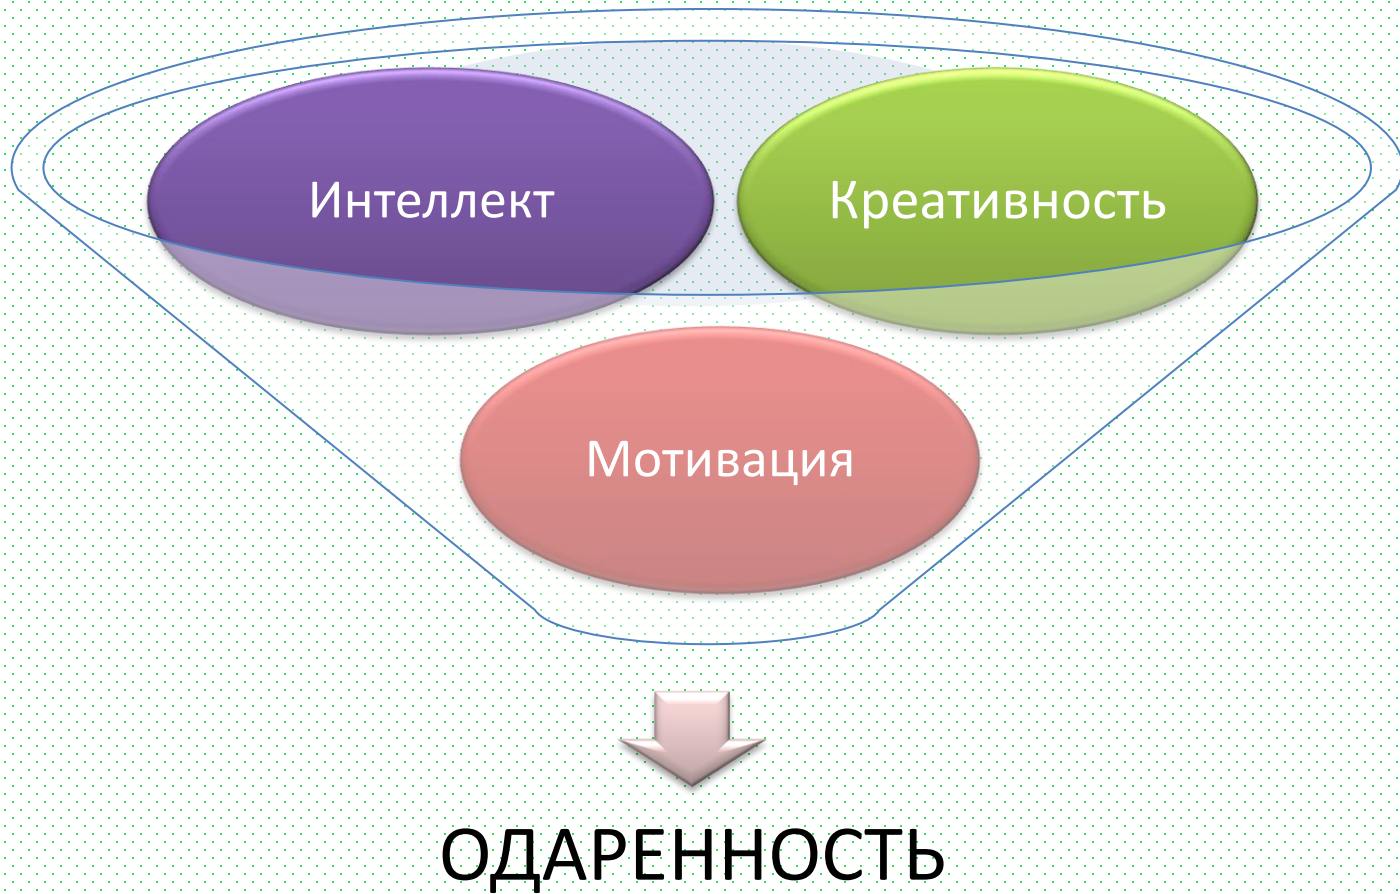 Интеллект
Креативность
Мотивация
ОДАРЕННОСТЬ